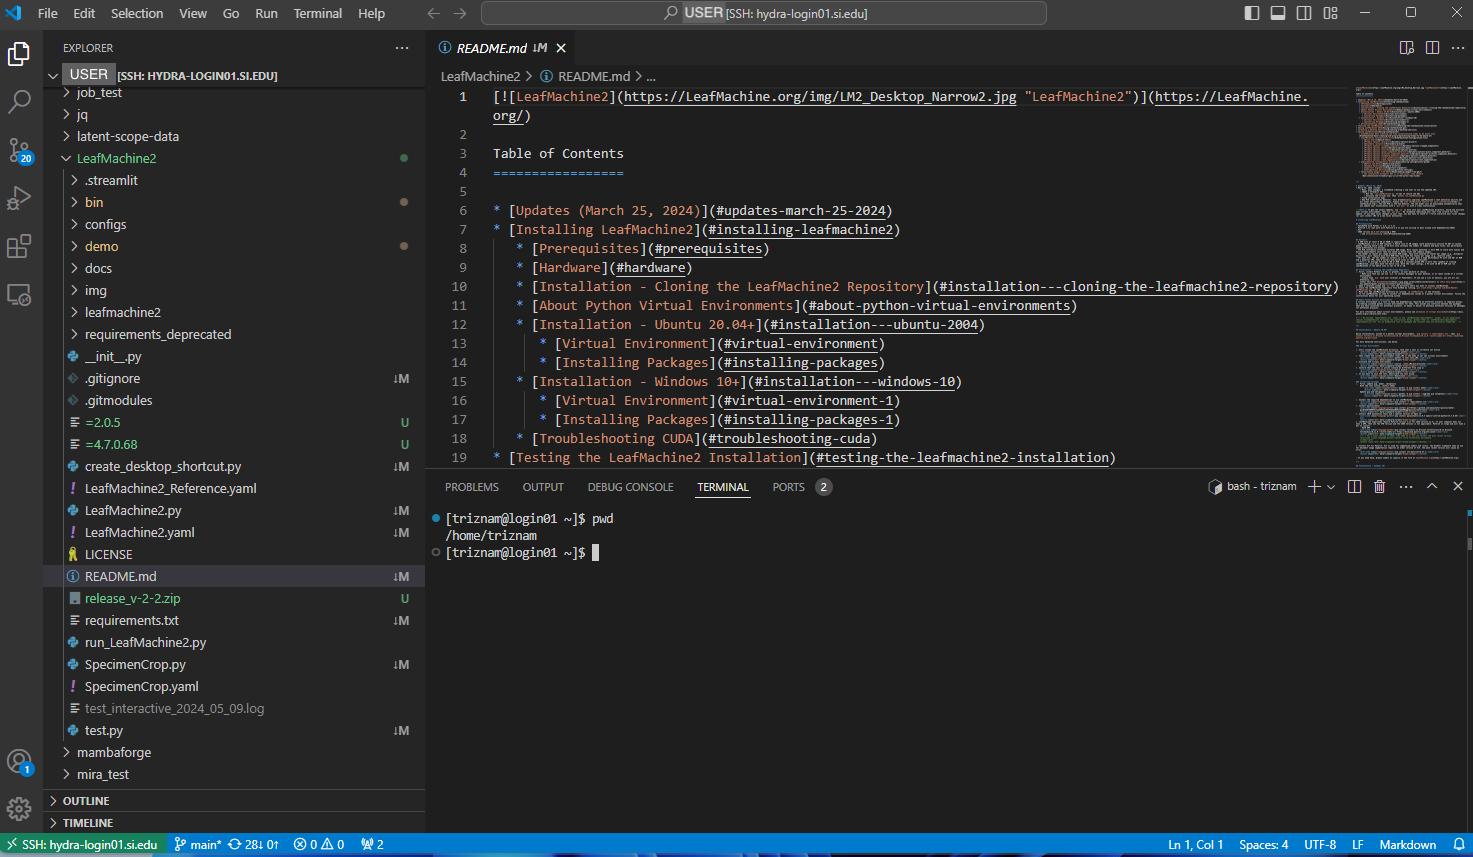 File Edit Selection View Go Run Terminal Help
USER [SSH: hydra-login01.si.edu]
EXPLORER
USER [SSH: HYDRA-LOGIN01.SI.EDU]
job_test
jq
latent-scope-data
LeafMachine2
.streamlit
bin
configs
demo
docs
img
leafmachine2
requirements_deprecated
__init__.py
.gitignore ↓M
.gitmodules
=2.0.5 U
=4.7.0.68 U
create_desktop_shortcut.py ↓M
LeafMachine2_Reference.yaml
LeafMachine2.py ↓M
LeafMachine2.yaml ↓M
LICENSE
README.md ↓M
release_v-2-2.zip U
requirements.txt ↓M
run_LeafMachine2.py
SpecimenCrop.py ↓M
SpecimenCrop.yaml
test_interactive_2024_05_09.log
test.py ↓M
mambaforge
mira_test
OUTLINE
TIMELINE
20
1
README.md ↓M
LeafMachine2 > README.md > ...
1 [![LeafMachine2](https://LeafMachine.org/img/LM2_Desktop_Narrow2.jpg "LeafMachine2")](https://LeafMachine.
org/)
2
3 Table of Contents
4 =================
5
6 * [Updates (March 25, 2024)](#updates-march-25-2024)
7 * [Installing LeafMachine2](#installing-leafmachine2)
8 * [Prerequisites](#prerequisites)
9 * [Hardware](#hardware)
10 * [Installation - Cloning the LeafMachine2 Repository](#installation---cloning-the-leafmachine2-repository)
11 * [About Python Virtual Environments](#about-python-virtual-environments)
12 * [Installation - Ubuntu 20.04+](#installation---ubuntu-2004)
13 * [Virtual Environment](#virtual-environment)
14 * [Installing Packages](#installing-packages)
15 * [Installation - Windows 10+](#installation---windows-10)
16 * [Virtual Environment](#virtual-environment-1)
17 * [Installing Packages](#installing-packages-1)
18 * [Troubleshooting CUDA](#troubleshooting-cuda)
19 * [Testing the LeafMachine2 Installation](#testing-the-leafmachine2-installation)
PROBLEMS OUTPUT DEBUG CONSOLE TERMINAL PORTS 2
bash - triznam
[triznam@login01 ~]$ pwd
/home/triznam
[triznam@login01 ~]$
SSH: hydra-login01.si.edu main* 28↓ 0↑ 0 0 2
Ln 1, Col 1 Spaces: 4 UTF-8 LF Markdown